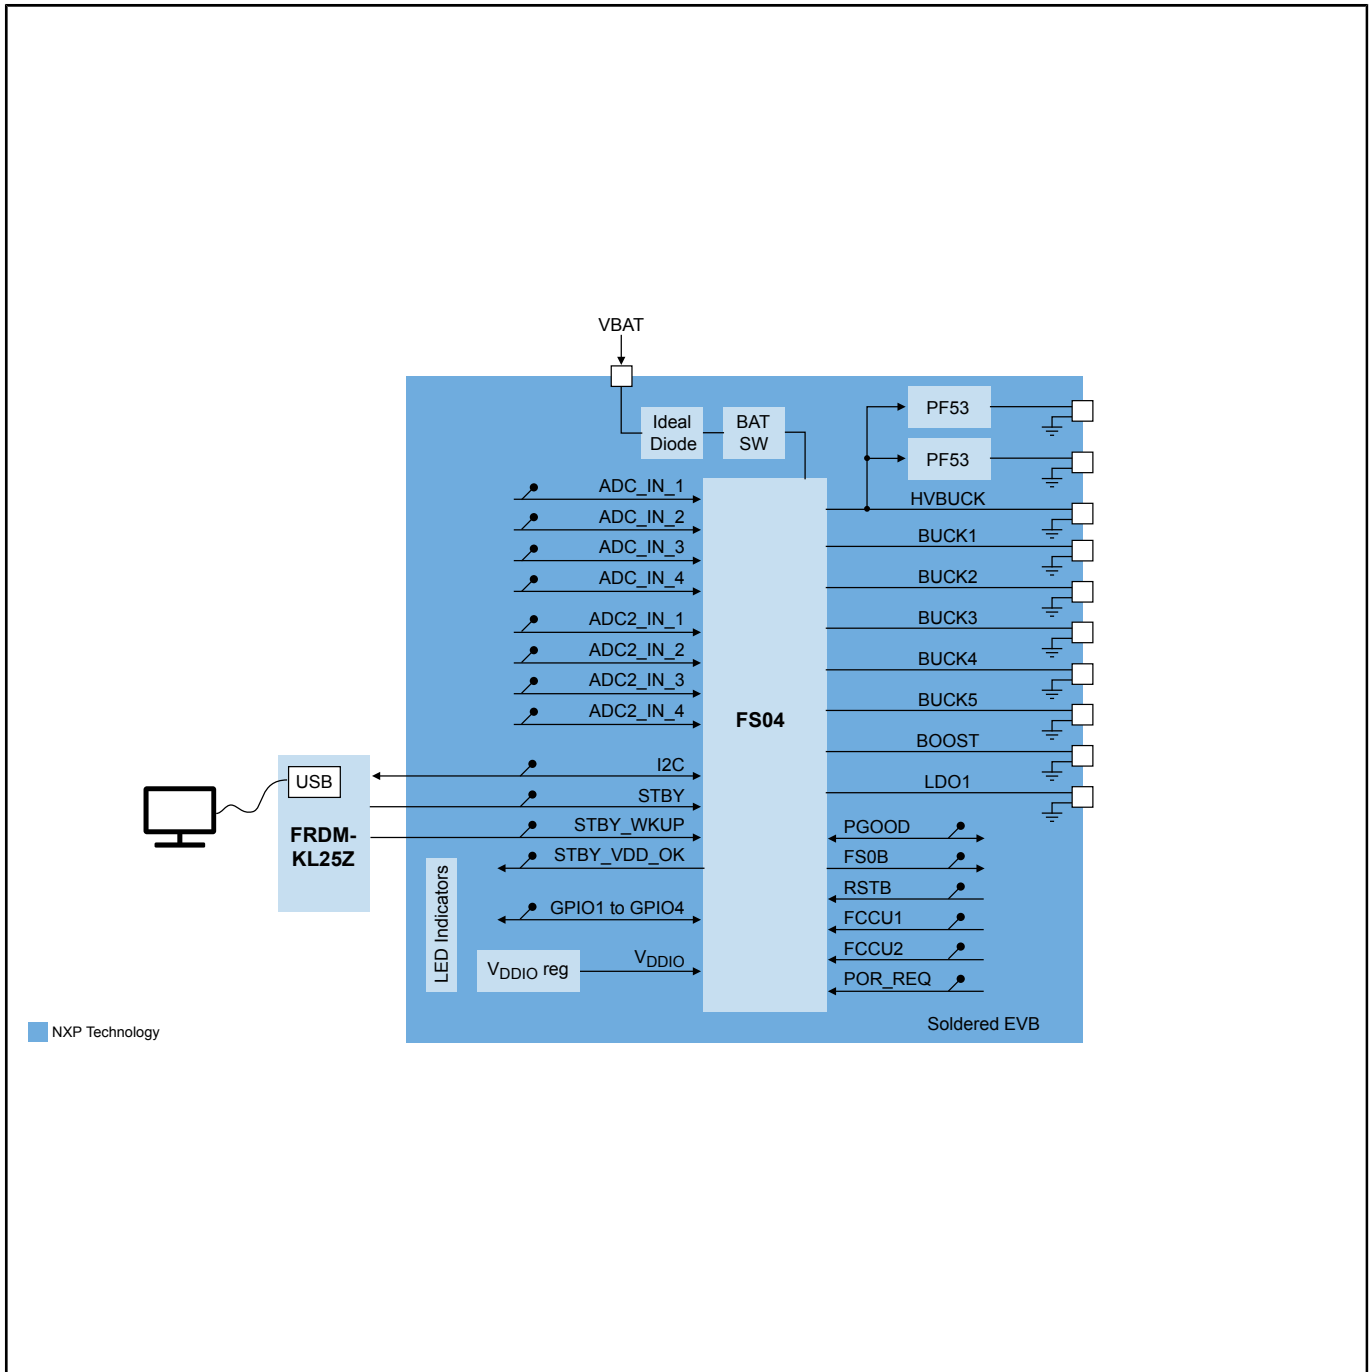 VBAT
Ideal
Diode
BAT
SW
PF53
PF53
HVBUCK
BUCK1
BUCK2
BUCK3
BUCK4
BUCK5
BOOST
LDO1
ADC_IN_1
ADC_IN_2
ADC_IN_3
ADC_IN_4
ADC2_IN_1
ADC2_IN_2
ADC2_IN_3
ADC2_IN_4
FS04
I2C
STBY
STBY_WKUP
STBY_VDD_OK
GPIO1 to GPIO4
VDDIO
VDDIO reg
LED Indicators
USB
FRDM-
KL25Z
PGOOD
FS0B
RSTB
FCCU1
FCCU2
POR_REQ
Soldered EVB
NXP Technology